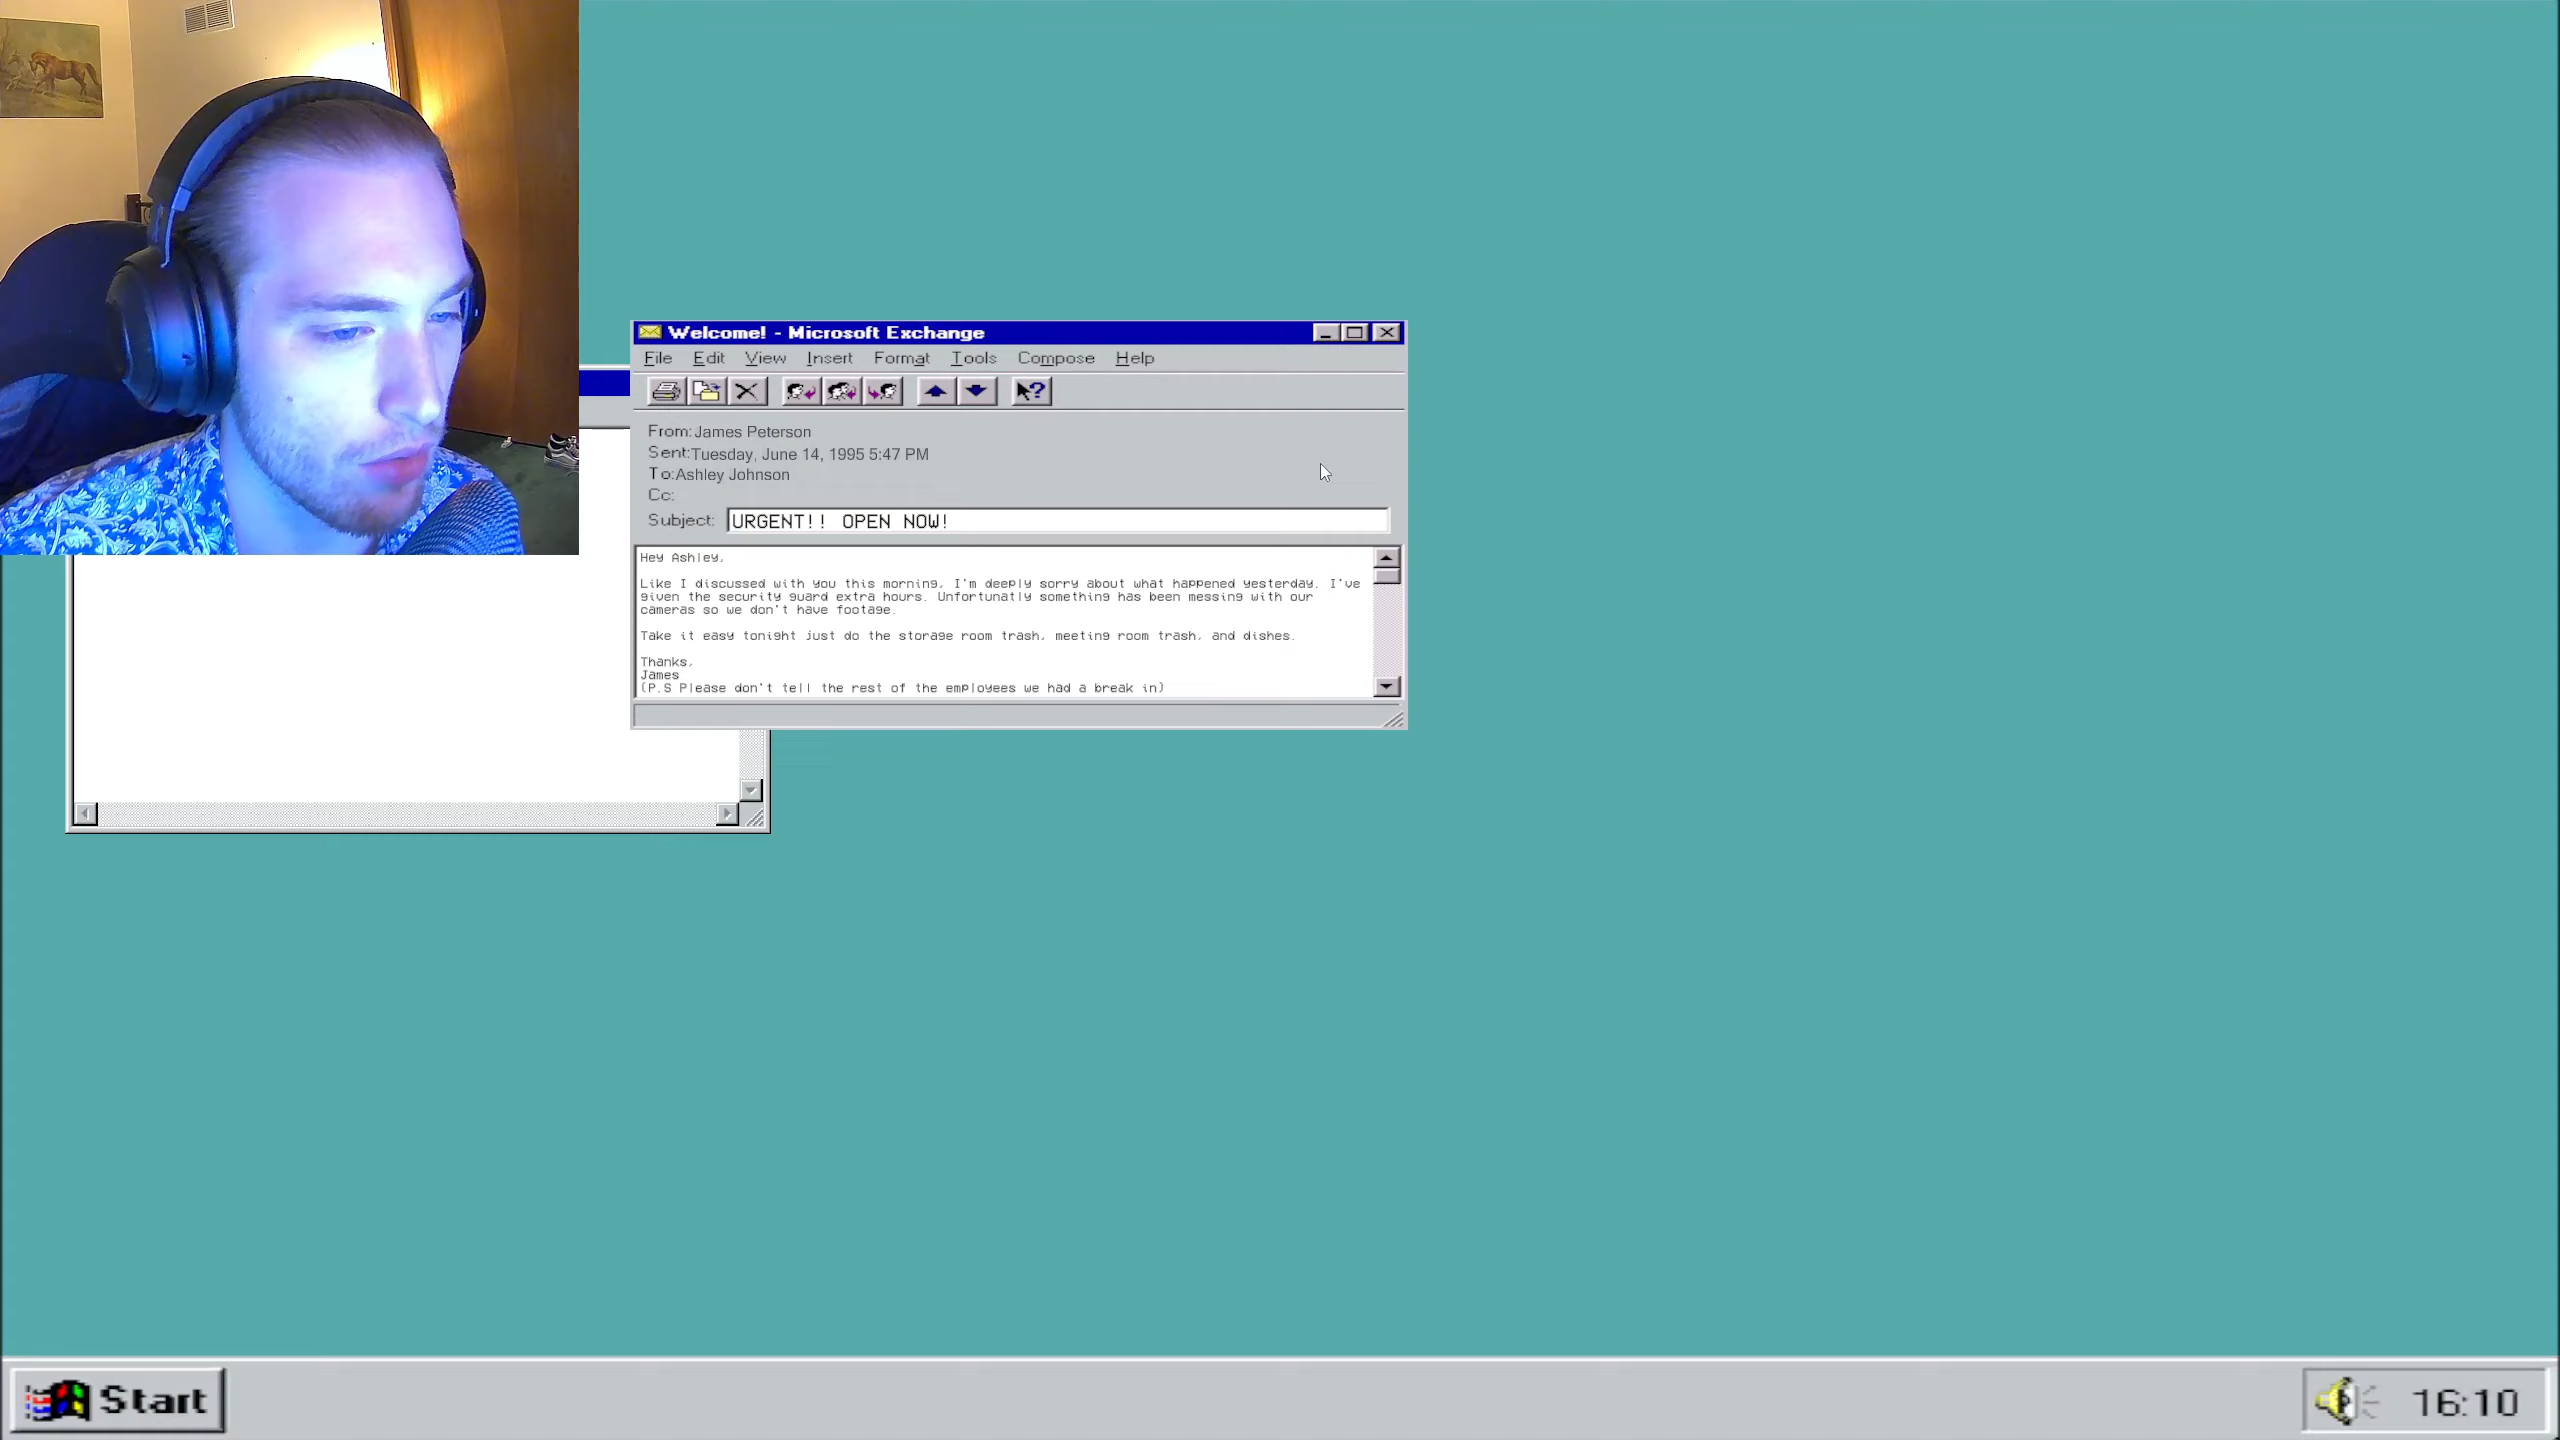 Welcome! - Microsoft Exchange
File Edit View Insert Format Tools Compose Help
From: James Peterson
Sent: Tuesday, June 14, 1995 5:47 PM
To: Ashley Johnson
Cc:
Subject: URGENT!! OPEN NOW!
Hey Ashley,
Like I discussed with you this morning, I'm deeply sorry about what happened yesterday. I've
given the security guard extra hours. Unfortunatly something has been messing with our
cameras so we don't have footage.
Take it easy tonight just do the storage room trash, meeting room trash, and dishes.
Thanks,
James
(P.S Please don't tell the rest of the employees we had a break in)
Start 16:10